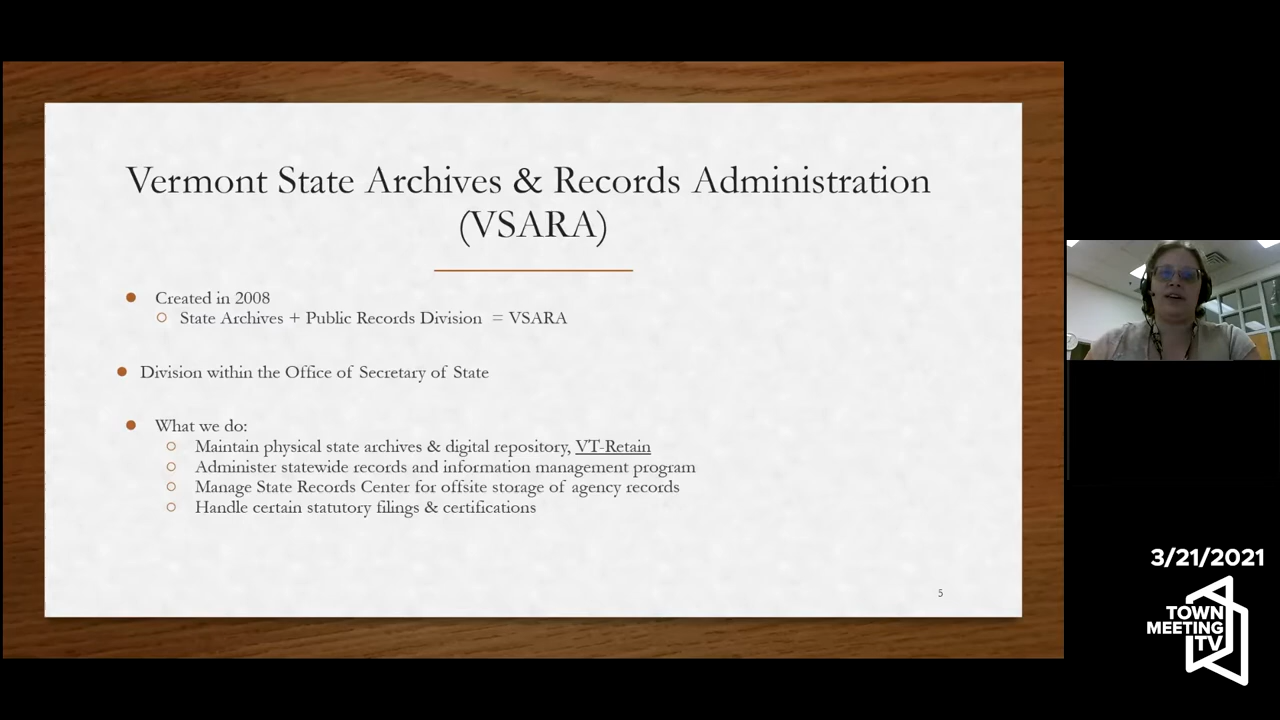 Vermont State Archives & Records Administration
(VSARA)
Created in 2008
State Archives + Public Records Division = VSARA
Division within the Office of Secretary of State
What we do:
Maintain physical state archives & digital repository, VT-Retain
Administer statewide records and information management program
Manage State Records Center for offsite storage of agency records
Handle certain statutory filings & certifications
5
3/21/2021
TOWN
MEETING
TV